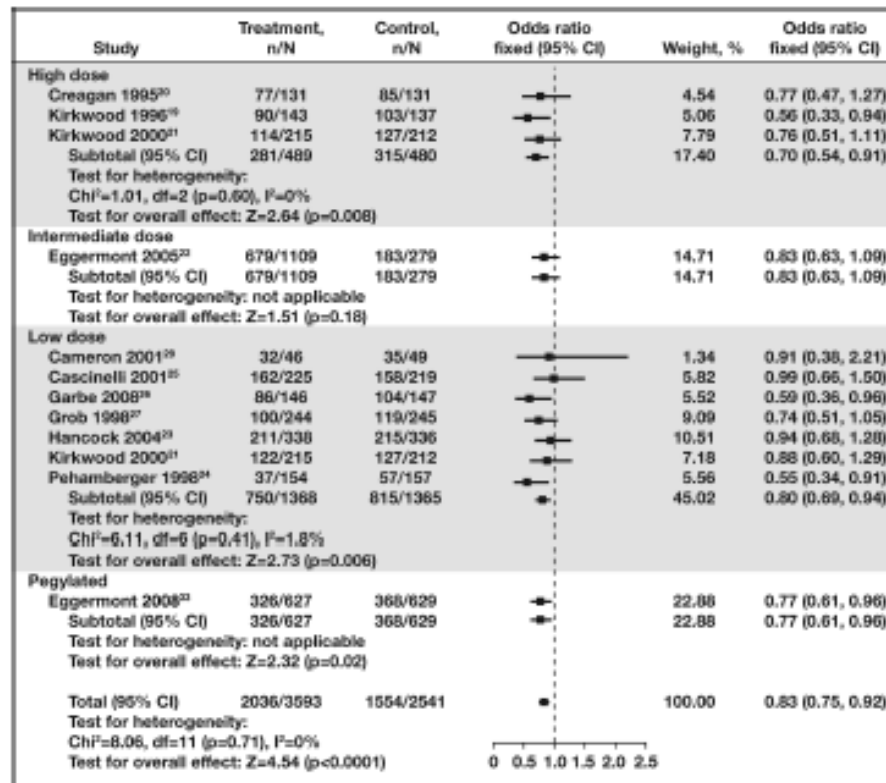 Study Treatment, n/N Control, n/N Odds ratio fixed (95% CI) Weight, % Odds ratio fixed (95% CI)
High dose
Creagan 1995²⁰ 77/131 85/131 4.54 0.77 (0.47, 1.27)
Kirkwood 1996¹⁹ 90/143 103/137 5.06 0.56 (0.33, 0.94)
Kirkwood 2000²¹ 114/215 127/212 7.79 0.76 (0.51, 1.11)
Subtotal (95% CI) 281/489 315/480 17.40 0.70 (0.54, 0.91)
Test for heterogeneity:
Chi²=1.01, df=2 (p=0.60), I²=0%
Test for overall effect: Z=2.64 (p=0.008)
Intermediate dose
Eggermont 2005²² 679/1109 183/279 14.71 0.83 (0.63, 1.09)
Subtotal (95% CI) 679/1109 183/279 14.71 0.83 (0.63, 1.09)
Test for heterogeneity: not applicable
Test for overall effect: Z=1.51 (p=0.18)
Low dose
Cameron 2001²⁹ 32/46 35/49 1.34 0.91 (0.38, 2.21)
Cascinelli 2001²⁵ 162/225 158/219 5.82 0.99 (0.66, 1.50)
Garbe 2008²⁶ 86/146 104/147 5.52 0.59 (0.36, 0.96)
Grob 1998²⁷ 100/244 119/245 9.09 0.74 (0.51, 1.05)
Hancock 2004²³ 211/338 215/336 10.51 0.94 (0.68, 1.28)
Kirkwood 2000²¹ 122/215 127/212 7.18 0.88 (0.60, 1.29)
Pehamberger 1998²⁴ 37/154 57/157 5.56 0.55 (0.34, 0.91)
Subtotal (95% CI) 750/1368 815/1365 45.02 0.80 (0.69, 0.94)
Test for heterogeneity:
Chi²=6.11, df=6 (p=0.41), I²=1.8%
Test for overall effect: Z=2.73 (p=0.006)
Pegylated
Eggermont 2008³³ 326/627 368/629 22.88 0.77 (0.61, 0.96)
Subtotal (95% CI) 326/627 368/629 22.88 0.77 (0.61, 0.96)
Test for heterogeneity: not applicable
Test for overall effect: Z=2.32 (p=0.02)
Total (95% CI) 2036/3593 1554/2541 100.00 0.83 (0.75, 0.92)
Test for heterogeneity:
Chi²=8.06, df=11 (p=0.71), I²=0%
Test for overall effect: Z=4.54 (p<0.0001)
0 0.5 1.0 1.5 2.0 2.5